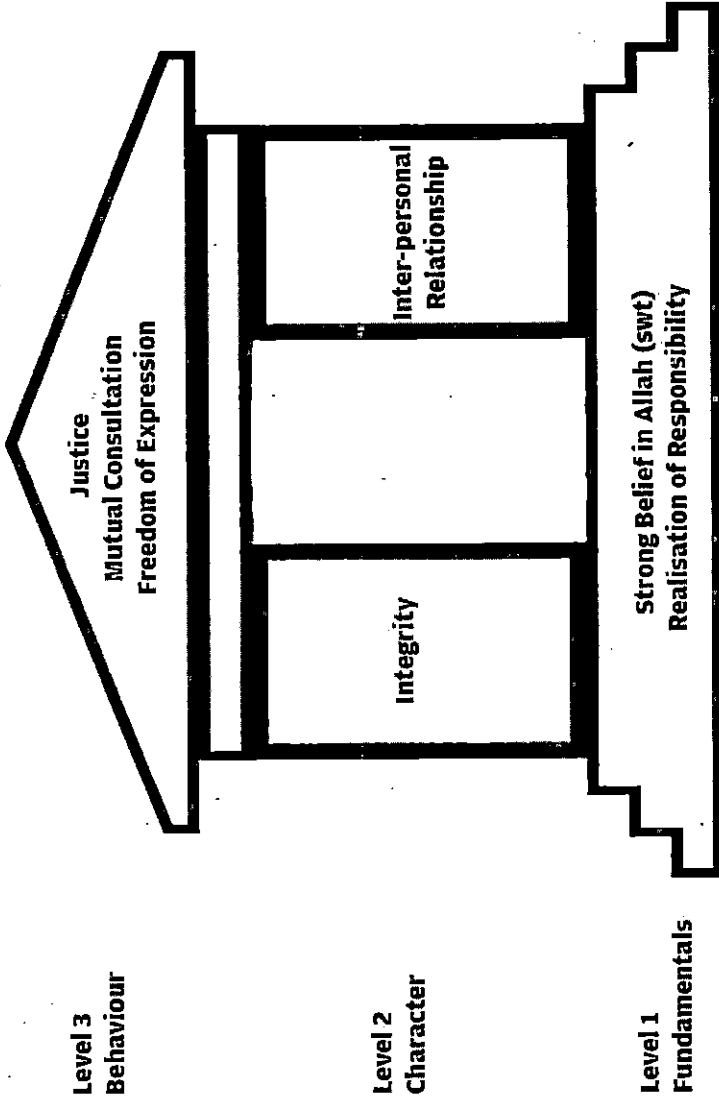 Level 3
Behaviour
Justice
Mutual Consultation
Freedom of Expression
Level 2
Character
Integrity
Inter-personal
Relationship
Level 1
Fundamentals
Strong Belief in Allah (swt)
Realisation of Responsibility